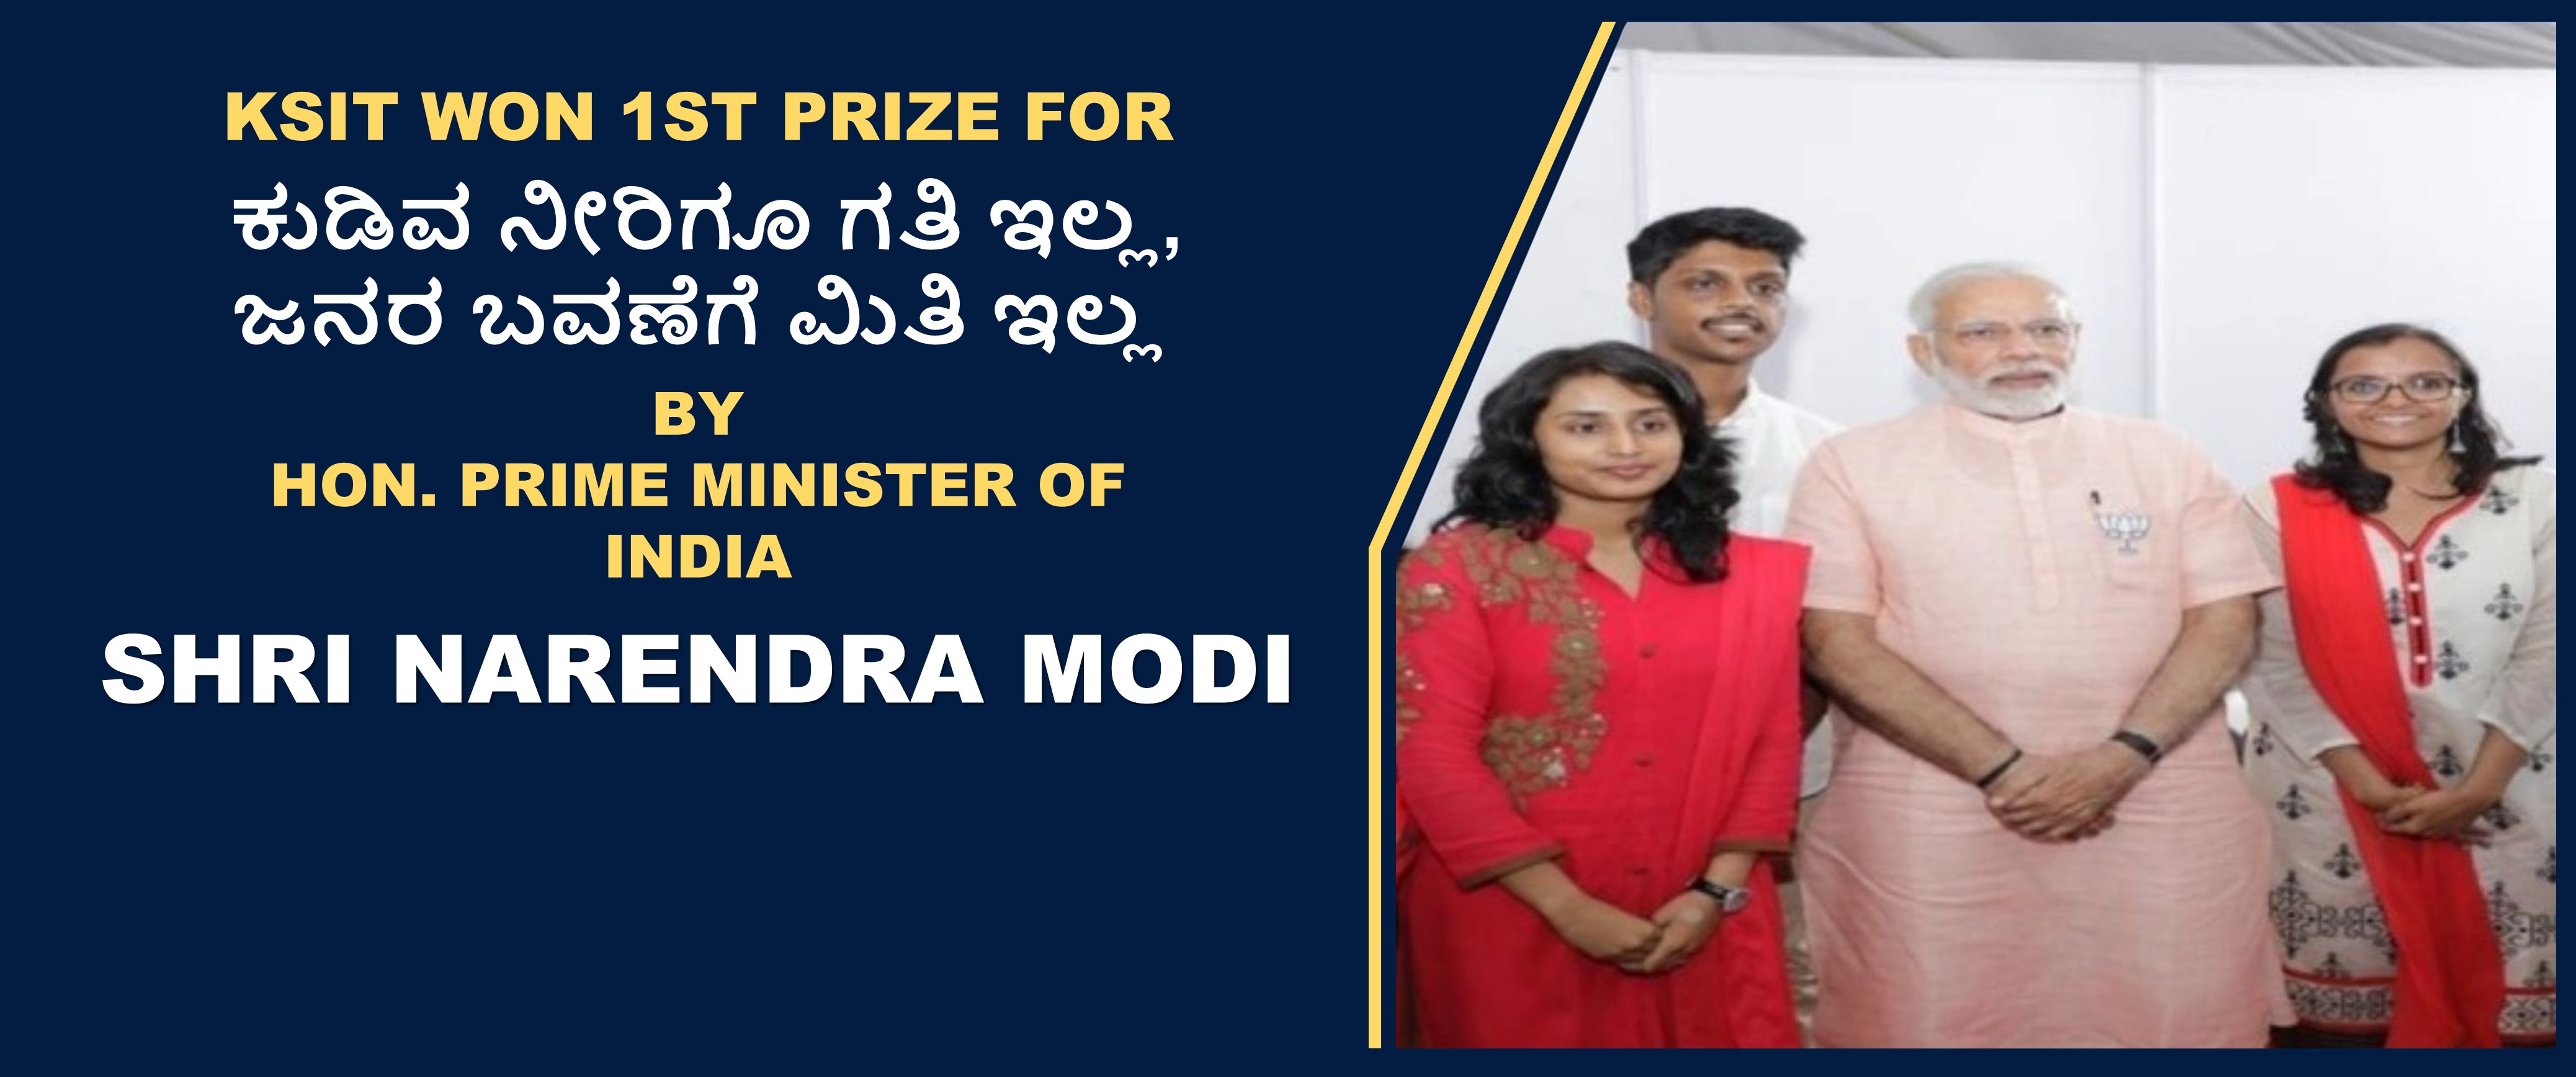 KSIT WON 1ST PRIZE FOR
ಕುಡಿವ ನೀರಿಗೂ ಗತಿ ಇಲ್ಲ,
ಜನರ ಬವಣೆಗೆ ಮಿತಿ ಇಲ್ಲ
BY
HON. PRIME MINISTER OF
INDIA
SHRI NARENDRA MODI